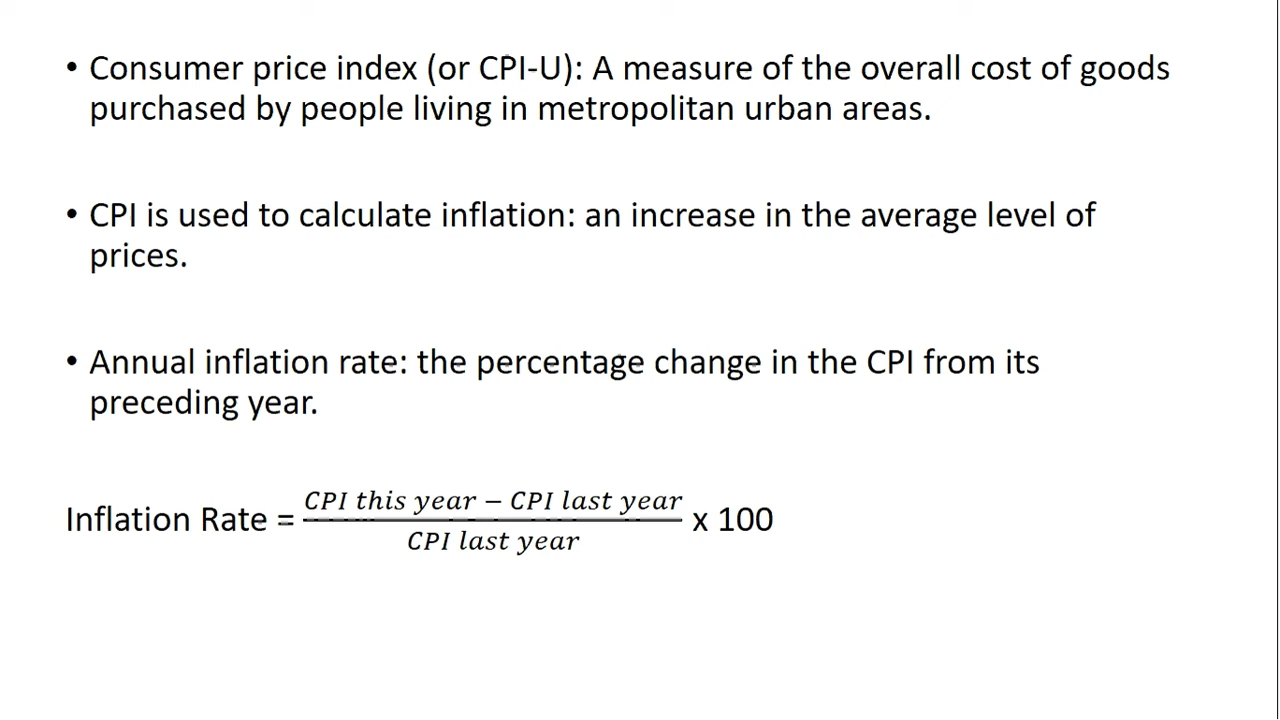 • Consumer price index (or CPI-U): A measure of the overall cost of goods
purchased by people living in metropolitan urban areas.
• CPI is used to calculate inflation: an increase in the average level of
prices.
• Annual inflation rate: the percentage change in the CPI from its
preceding year.
CPI this year − CPI last year
Inflation Rate = x 100
CPI last year